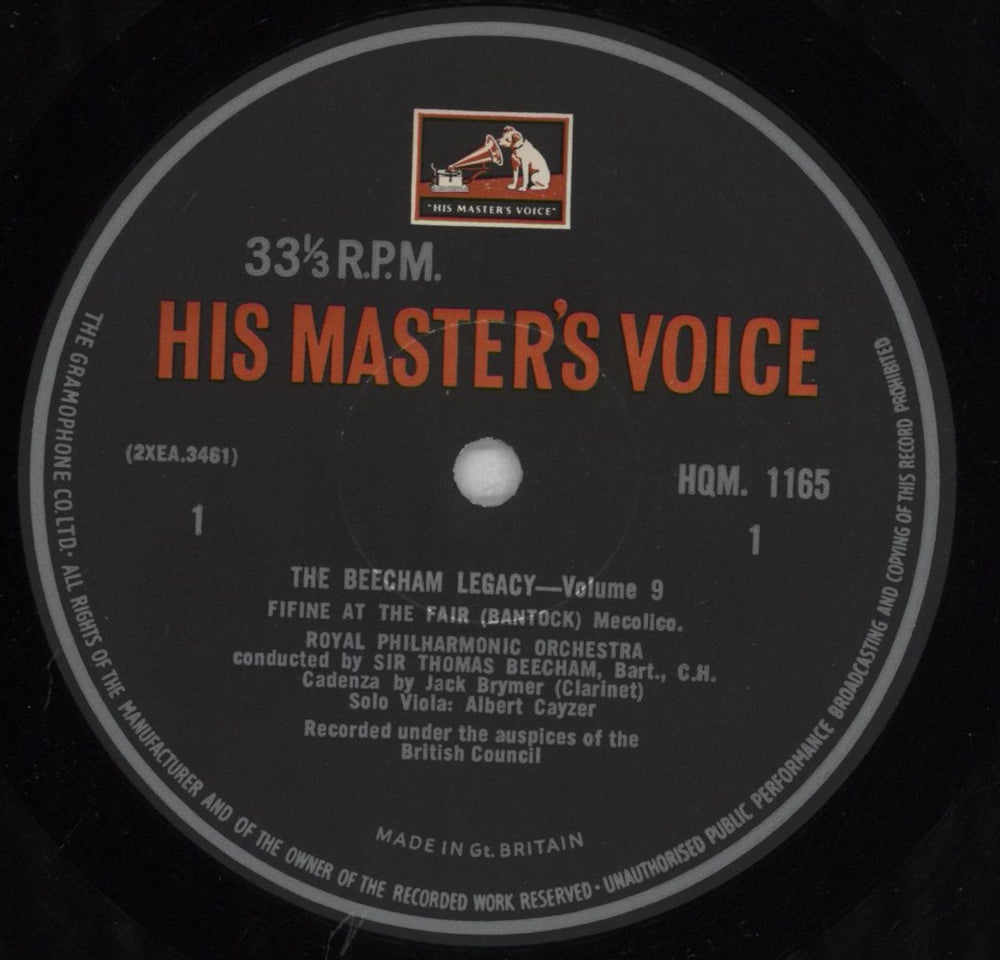 "HIS MASTER'S VOICE"
33⅓ R.P.M.
HIS MASTER'S VOICE
(2XEA.3461)
HQM. 1165
1
1
THE BEECHAM LEGACY—Volume 9
FIFINE AT THE FAIR (BANTOCK) Mecolico.
ROYAL PHILHARMONIC ORCHESTRA
conducted by SIR THOMAS BEECHAM, Bart., C.H.
Cadenza by Jack Brymer (Clarinet)
Solo Viola: Albert Cayzer
Recorded under the auspices of the
British Council
MADE IN Gt. BRITAIN
THE GRAMOPHONE CO. LTD. • ALL RIGHTS OF THE MANUFACTURER AND OF THE OWNER OF THE RECORDED WORK RESERVED • UNAUTHORISED PUBLIC PERFORMANCE BROADCASTING AND COPYING OF THIS RECORD PROHIBITED